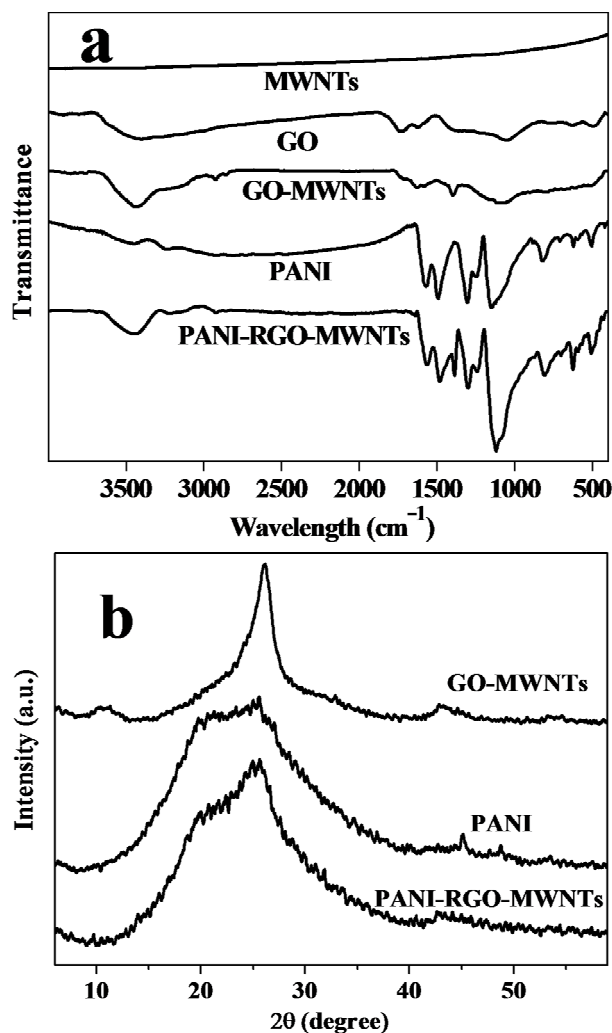 a
MWNTs
GO
GO-MWNTs
PANI
PANI-RGO-MWNTs
Transmittance
3500 3000 2500 2000 1500 1000 500
Wavelength (cm⁻¹)
b
GO-MWNTs
PANI
PANI-RGO-MWNTs
Intensity (a.u.)
10 20 30 40 50
2θ (degree)